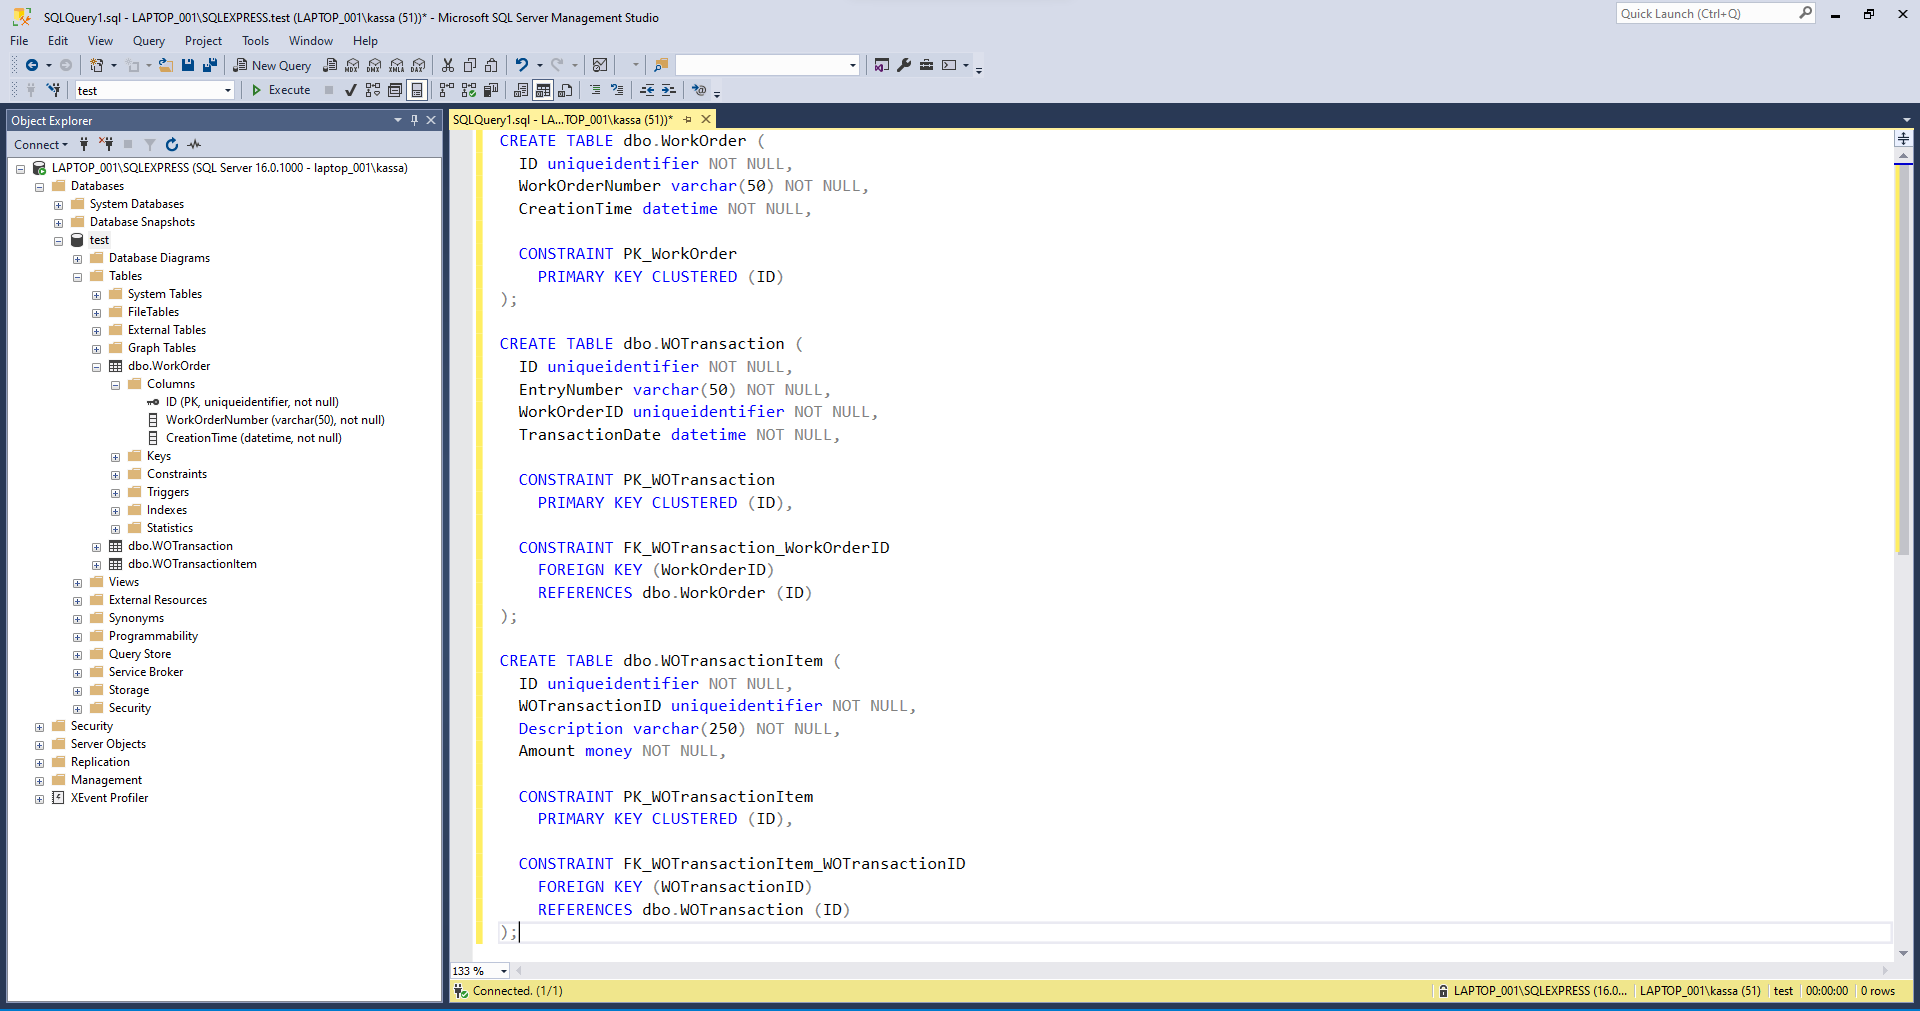 SQLQuery1.sql - LAPTOP_001\SQLEXPRESS.test (LAPTOP_001\kassa (51))* - Microsoft SQL Server Management Studio
Quick Launch (Ctrl+Q)
File Edit View Query Project Tools Window Help
New Query MDX DMX XMLA DAX
test
Execute
Object Explorer
Connect
LAPTOP_001\SQLEXPRESS (SQL Server 16.0.1000 - laptop_001\kassa)
Databases
System Databases
Database Snapshots
test
Database Diagrams
Tables
System Tables
FileTables
External Tables
Graph Tables
dbo.WorkOrder
Columns
ID (PK, uniqueidentifier, not null)
WorkOrderNumber (varchar(50), not null)
CreationTime (datetime, not null)
Keys
Constraints
Triggers
Indexes
Statistics
dbo.WOTransaction
dbo.WOTransactionItem
Views
External Resources
Synonyms
Programmability
Query Store
Service Broker
Storage
Security
Security
Server Objects
Replication
Management
XEvent Profiler
SQLQuery1.sql - LA...TOP_001\kassa (51))*
CREATE TABLE dbo.WorkOrder (
ID uniqueidentifier NOT NULL,
WorkOrderNumber varchar(50) NOT NULL,
CreationTime datetime NOT NULL,
CONSTRAINT PK_WorkOrder
PRIMARY KEY CLUSTERED (ID)
);
CREATE TABLE dbo.WOTransaction (
ID uniqueidentifier NOT NULL,
EntryNumber varchar(50) NOT NULL,
WorkOrderID uniqueidentifier NOT NULL,
TransactionDate datetime NOT NULL,
CONSTRAINT PK_WOTransaction
PRIMARY KEY CLUSTERED (ID),
CONSTRAINT FK_WOTransaction_WorkOrderID
FOREIGN KEY (WorkOrderID)
REFERENCES dbo.WorkOrder (ID)
);
CREATE TABLE dbo.WOTransactionItem (
ID uniqueidentifier NOT NULL,
WOTransactionID uniqueidentifier NOT NULL,
Description varchar(250) NOT NULL,
Amount money NOT NULL,
CONSTRAINT PK_WOTransactionItem
PRIMARY KEY CLUSTERED (ID),
CONSTRAINT FK_WOTransactionItem_WOTransactionID
FOREIGN KEY (WOTransactionID)
REFERENCES dbo.WOTransaction (ID)
);
133 %
Connected. (1/1)
LAPTOP_001\SQLEXPRESS (16.0... LAPTOP_001\kassa (51) test 00:00:00 0 rows